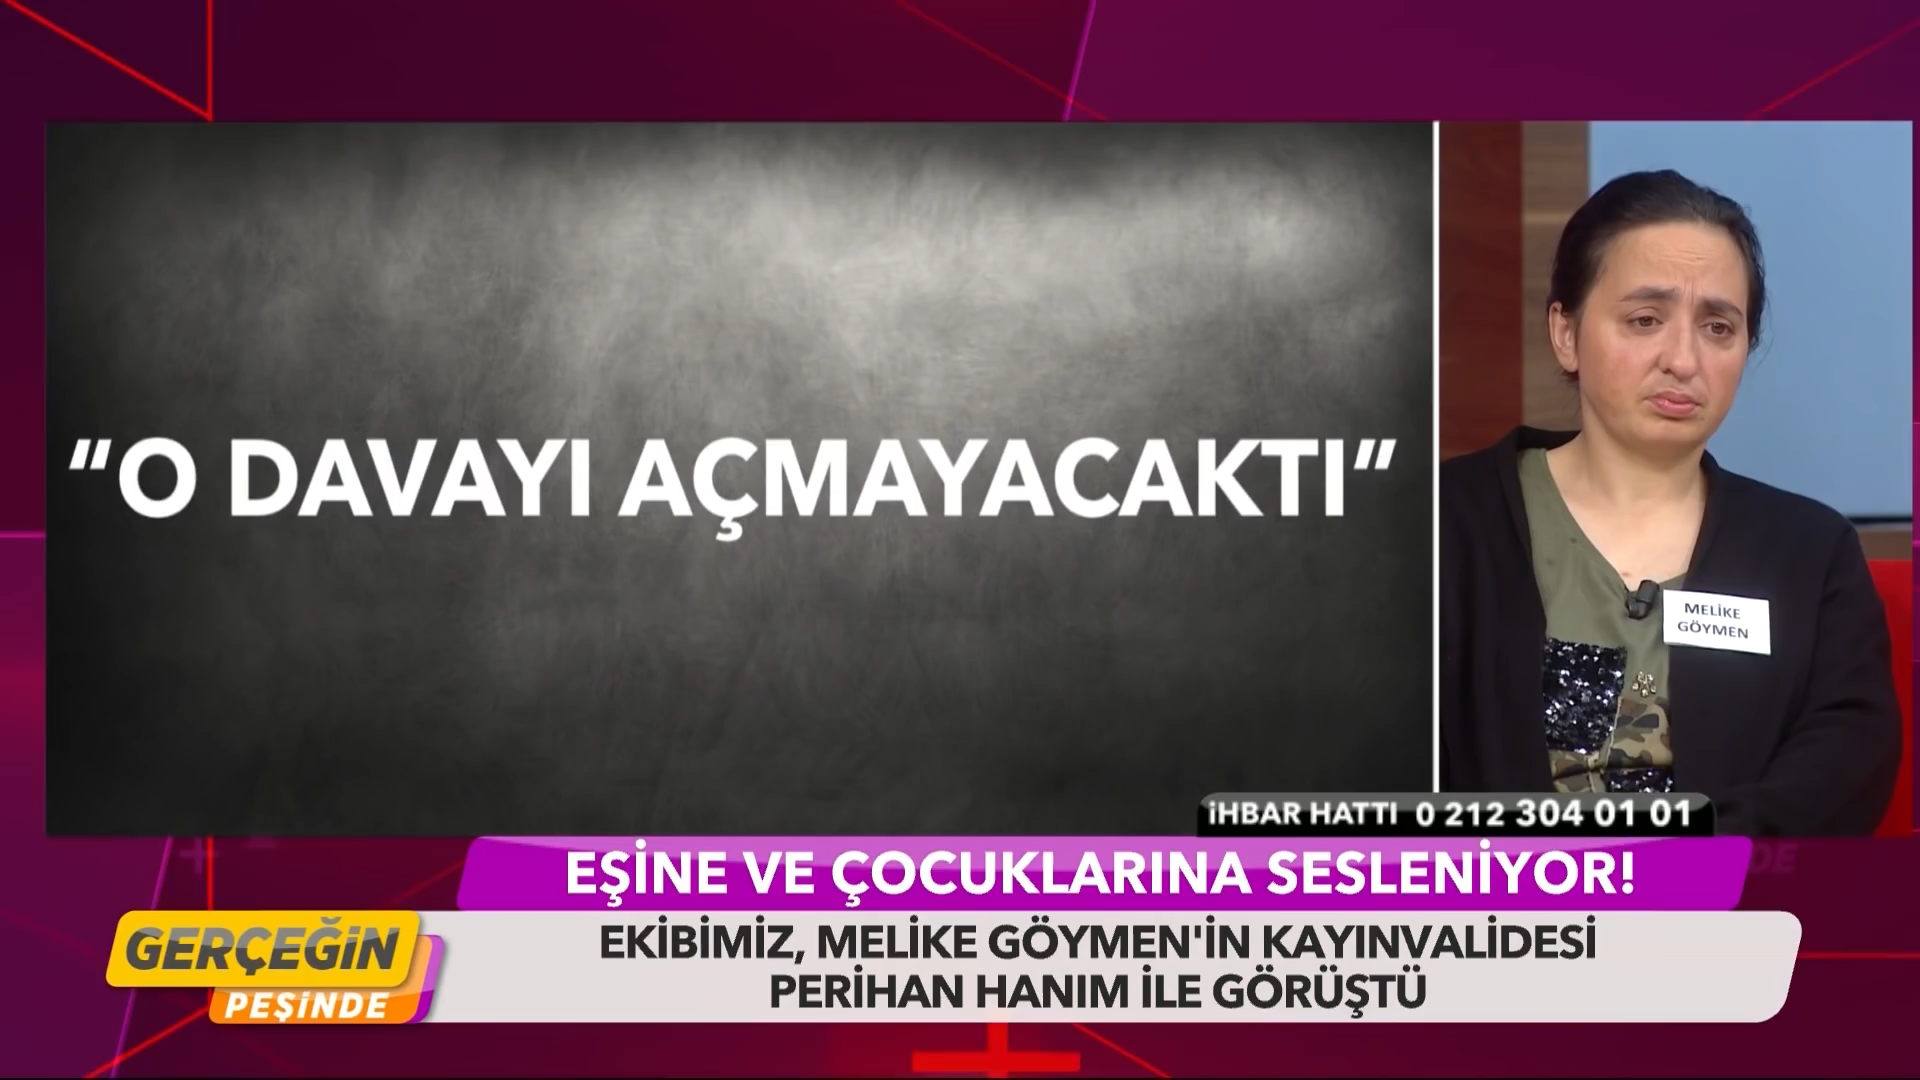 “O DAVAYI AÇMAYACAKTI”
MELİKE
GÖYMEN
İHBAR HATTI 0 212 304 01 01
EŞİNE VE ÇOCUKLARINA SESLENİYOR!
GERÇEĞİN
PEŞİNDE
EKİBİMİZ, MELİKE GÖYMEN'İN KAYINVALİDESİ
PERİHAN HANIM İLE GÖRÜŞTÜ